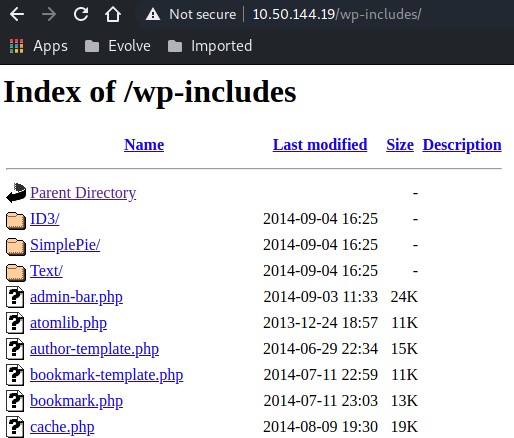 Not secure | 10.50.144.19/wp-includes/
Apps Evolve Imported
Index of /wp-includes
Name Last modified Size Description
Parent Directory -
ID3/ 2014-09-04 16:25 -
SimplePie/ 2014-09-04 16:25 -
Text/ 2014-09-04 16:25 -
admin-bar.php 2014-09-03 11:33 24K
atomlib.php 2013-12-24 18:57 11K
author-template.php 2014-06-29 22:34 15K
bookmark-template.php 2014-07-11 22:59 11K
bookmark.php 2014-07-11 23:03 13K
cache.php 2014-08-09 19:30 19K